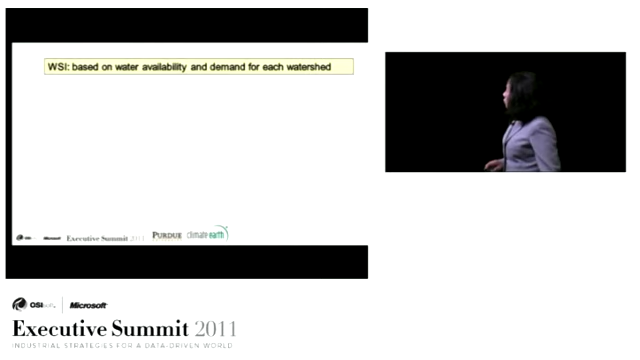 WSI: based on water availability and demand for each watershed
Executive Summit 2011 PURDUE climate earth
OSIsoft. Microsoft
Executive Summit 2011
INDUSTRIAL STRATEGIES FOR A DATA-DRIVEN WORLD